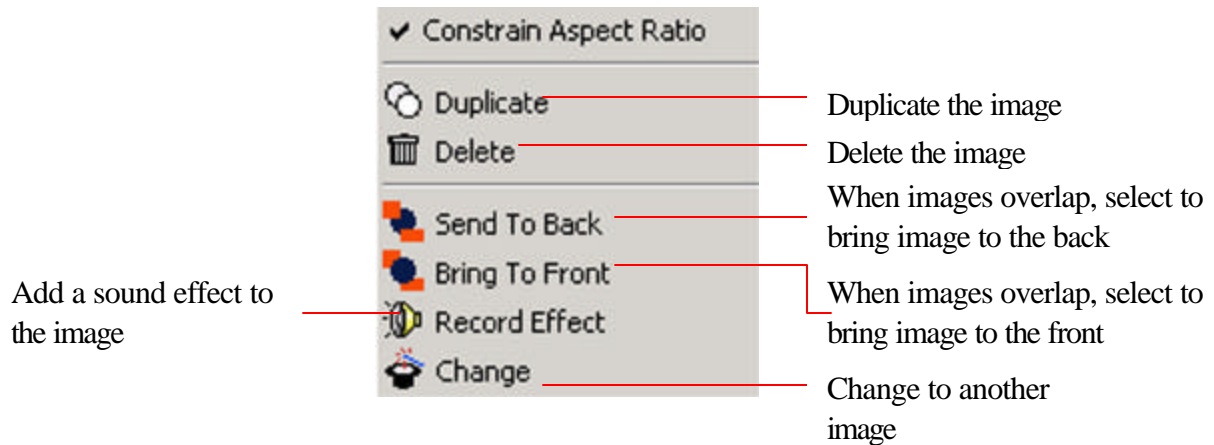 Constrain Aspect Ratio
Duplicate
Duplicate the image
Delete
Delete the image
Send To Back
When images overlap, select to
bring image to the back
Bring To Front
When images overlap, select to
bring image to the front
Add a sound effect to
the image
Record Effect
Change
Change to another
image